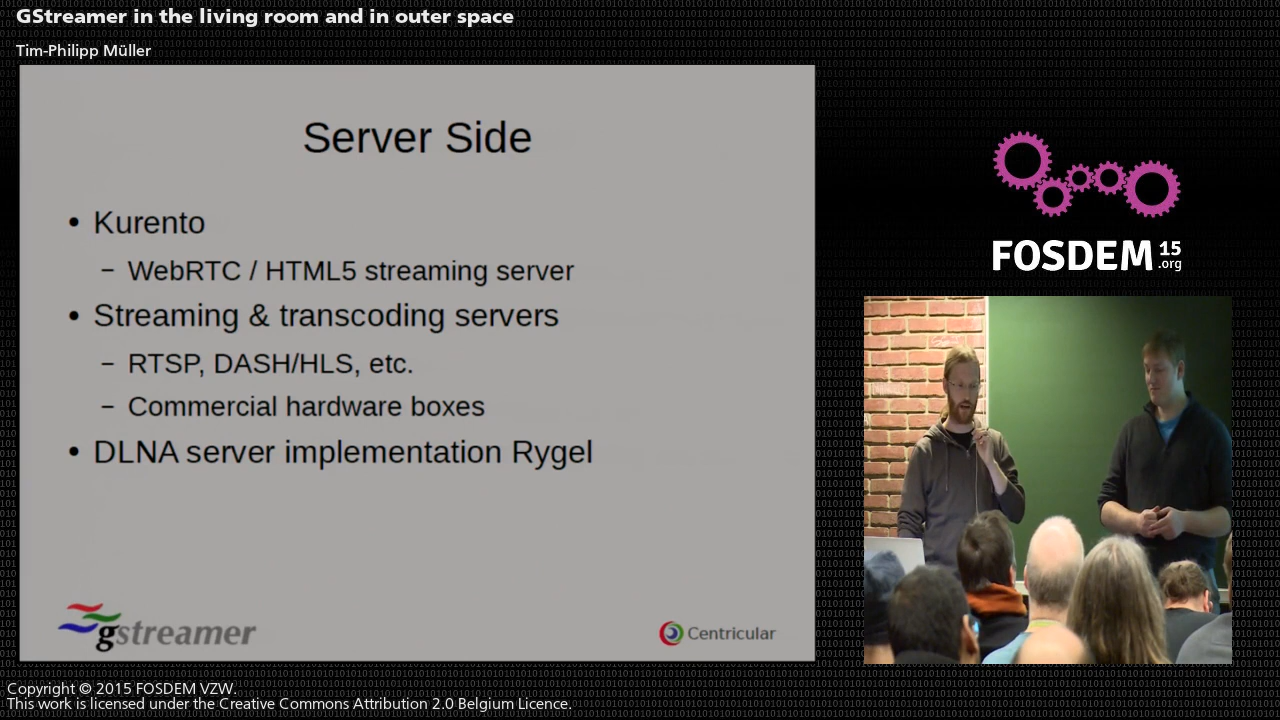 GStreamer in the living room and in outer space
Tim-Philipp Müller
Server Side
• Kurento
– WebRTC / HTML5 streaming server
• Streaming & transcoding servers
– RTSP, DASH/HLS, etc.
– Commercial hardware boxes
• DLNA server implementation Rygel
gstreamer
Centricular
FOSDEM 15 .org
Copyright © 2015 FOSDEM VZW.
This work is licensed under the Creative Commons Attribution 2.0 Belgium Licence.